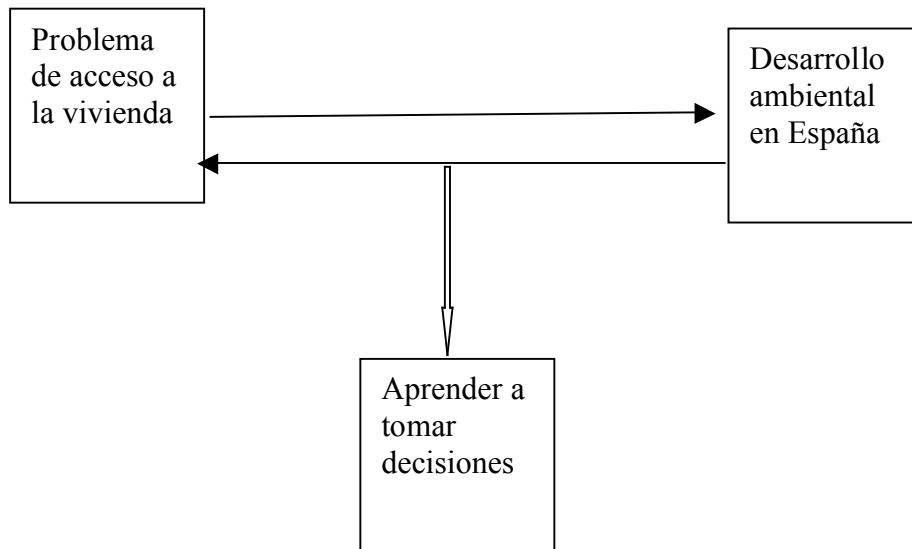 Problema
de acceso a
la vivienda
Desarrollo
ambiental
en España
Aprender a
tomar
decisiones